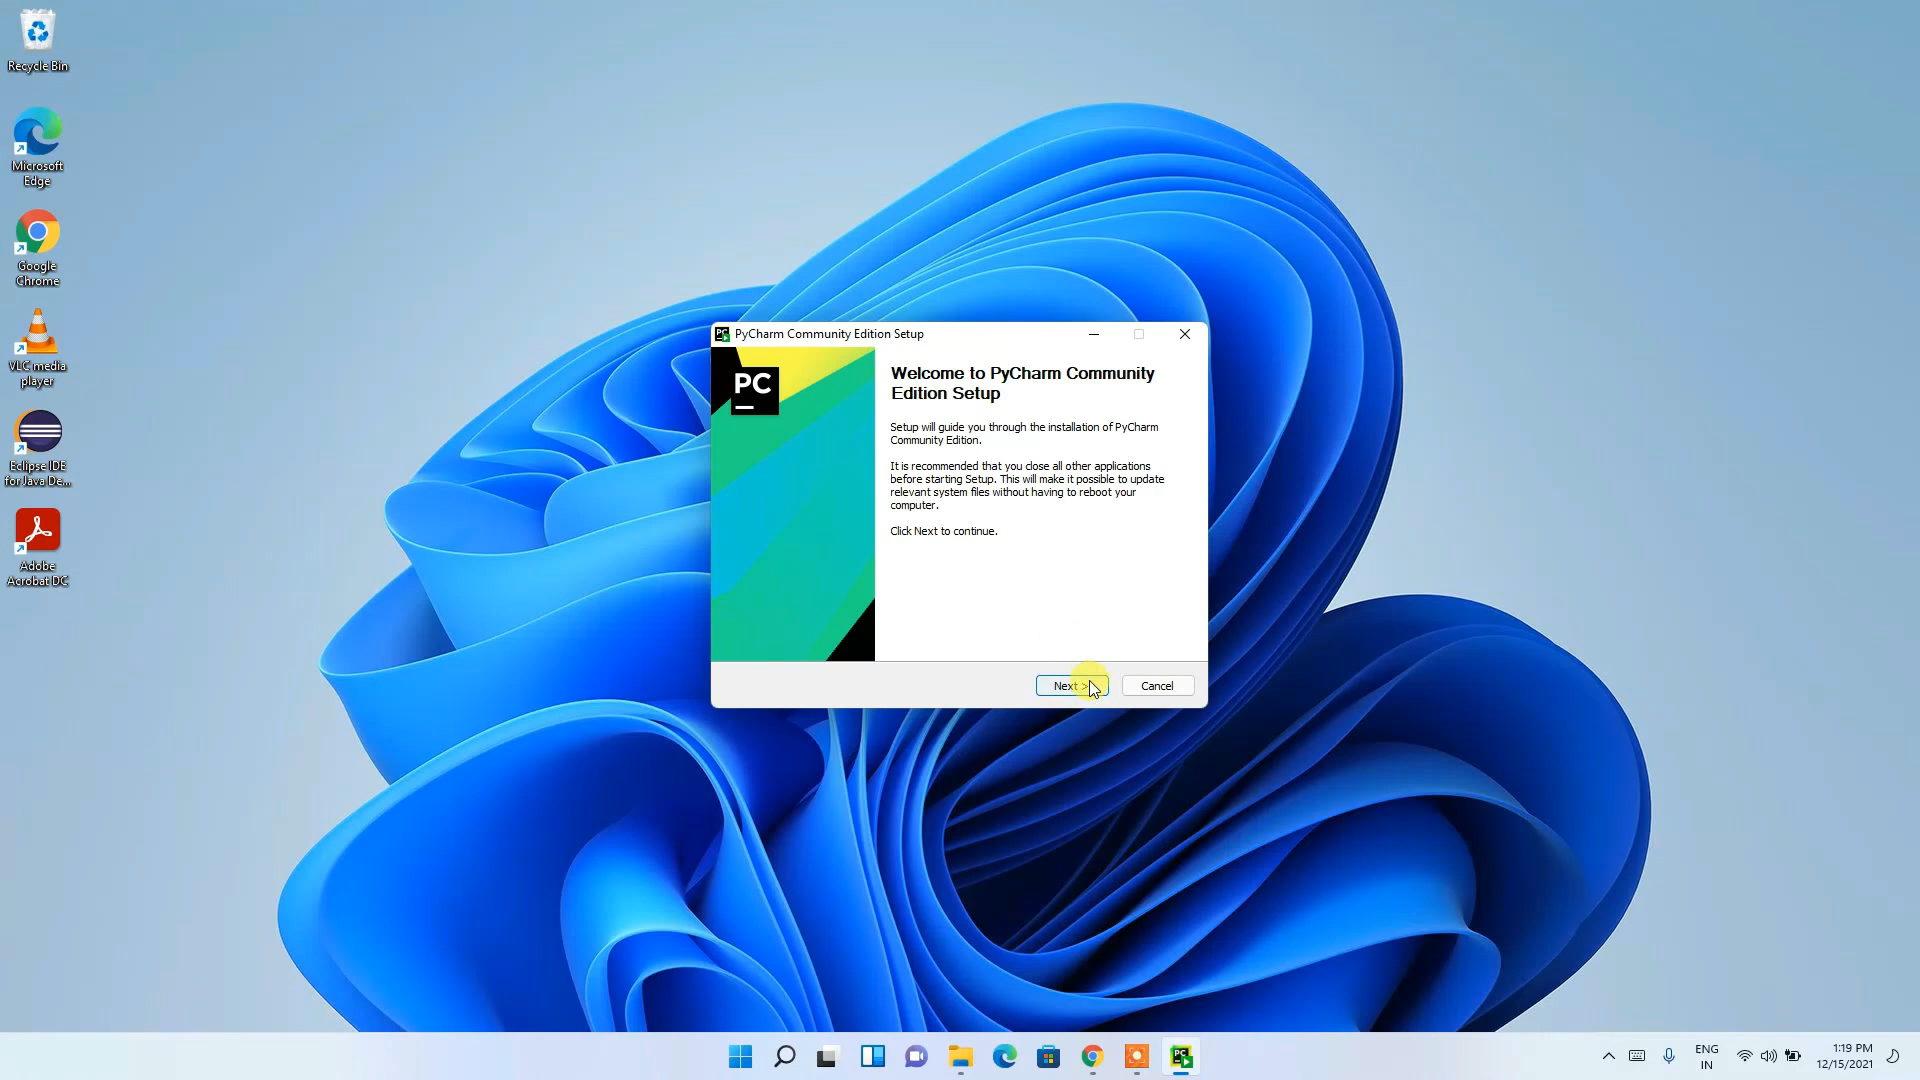 Recycle Bin
Microsoft
Edge
Google
Chrome
VLC media
player
Eclipse IDE
for Java De...
Adobe
Acrobat DC
PC PyCharm Community Edition Setup
PC
Welcome to PyCharm Community
Edition Setup
Setup will guide you through the installation of PyCharm
Community Edition.
It is recommended that you close all other applications
before starting Setup. This will make it possible to update
relevant system files without having to reboot your
computer.
Click Next to continue.
Next >
Cancel
PC
ENG
IN
1:19 PM
12/15/2021